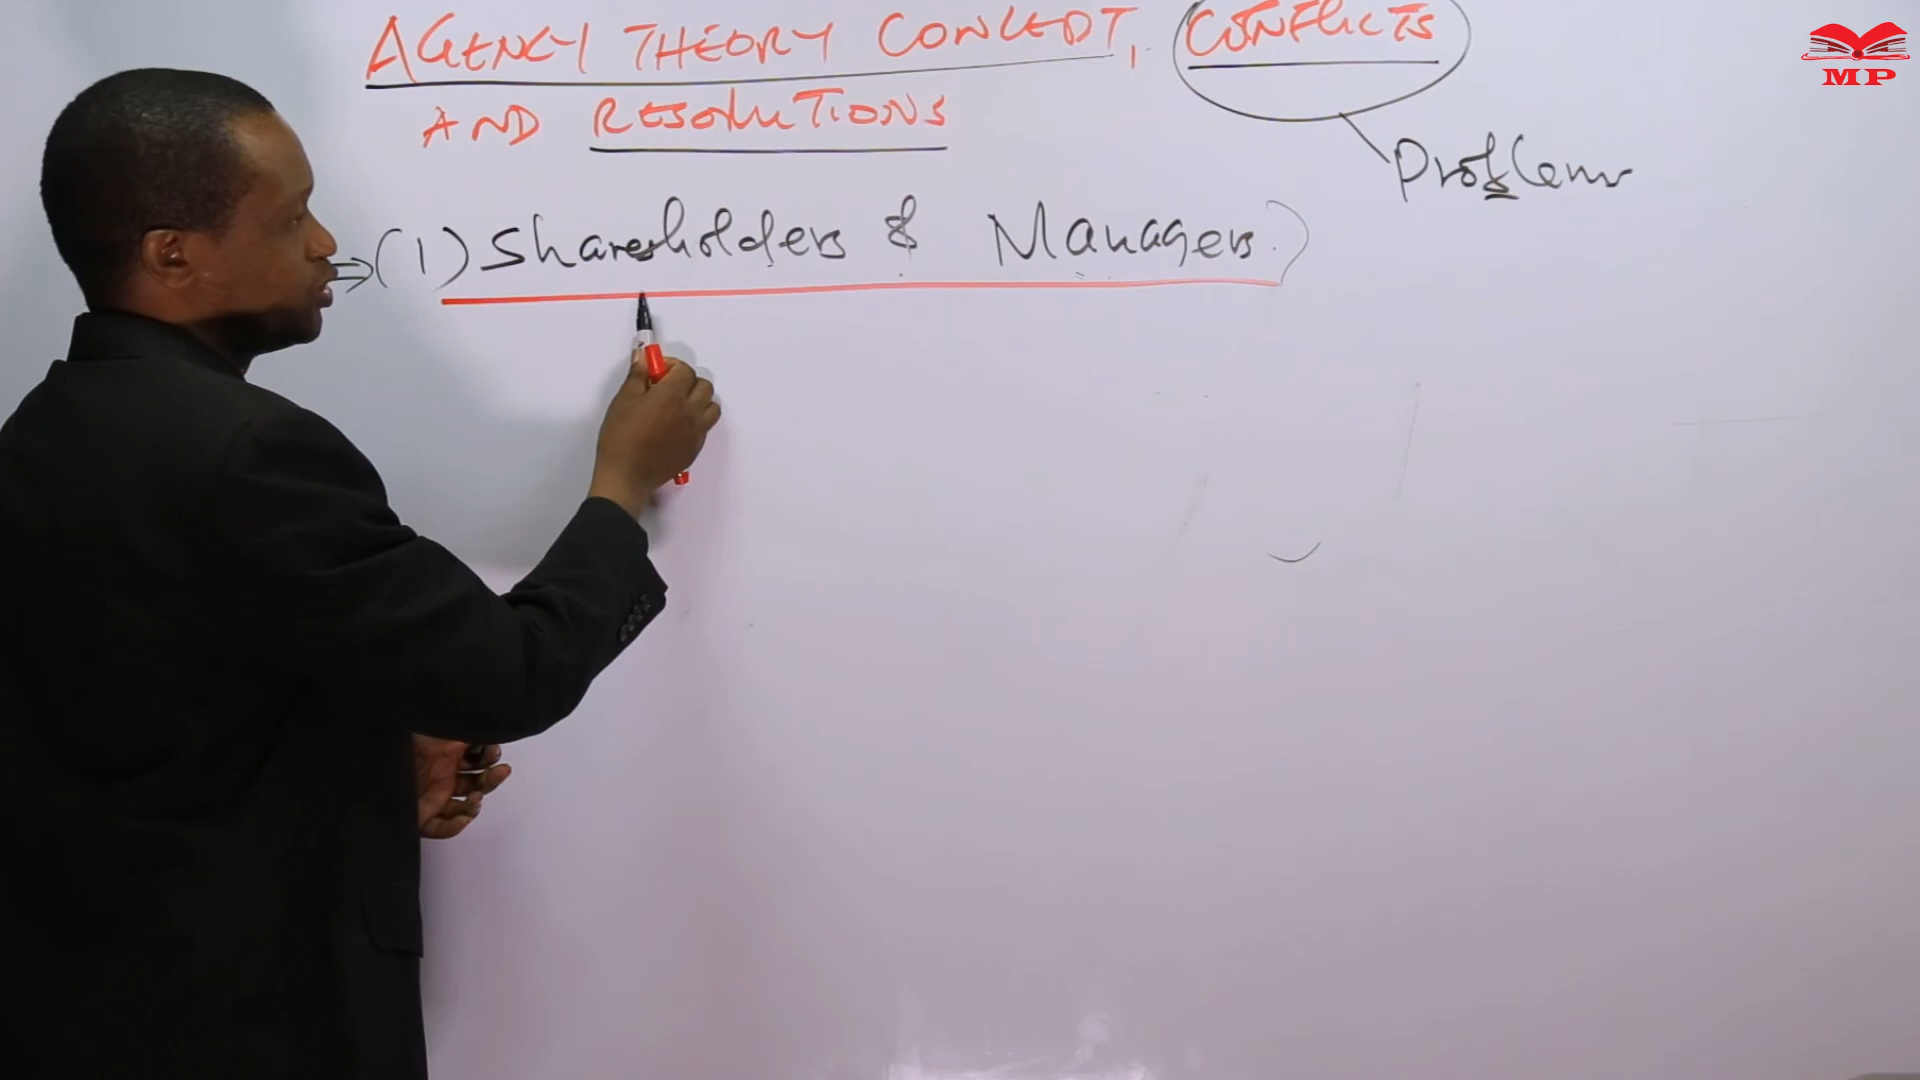 AGENCY THEORY CONCEPT, CONFLICTS
AND RESOLUTIONS
Problem
(1) Shareholders & Managers.)
MP